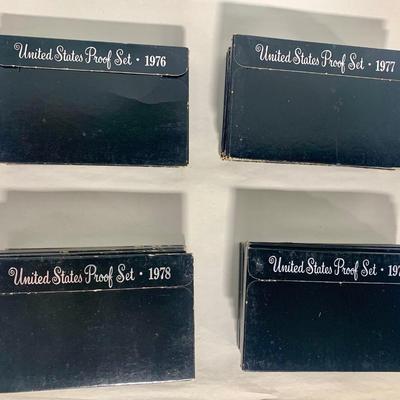 United States Proof Set • 1976
United States Proof Set • 1977
United States Proof Set • 1978
United States Proof Set • 197